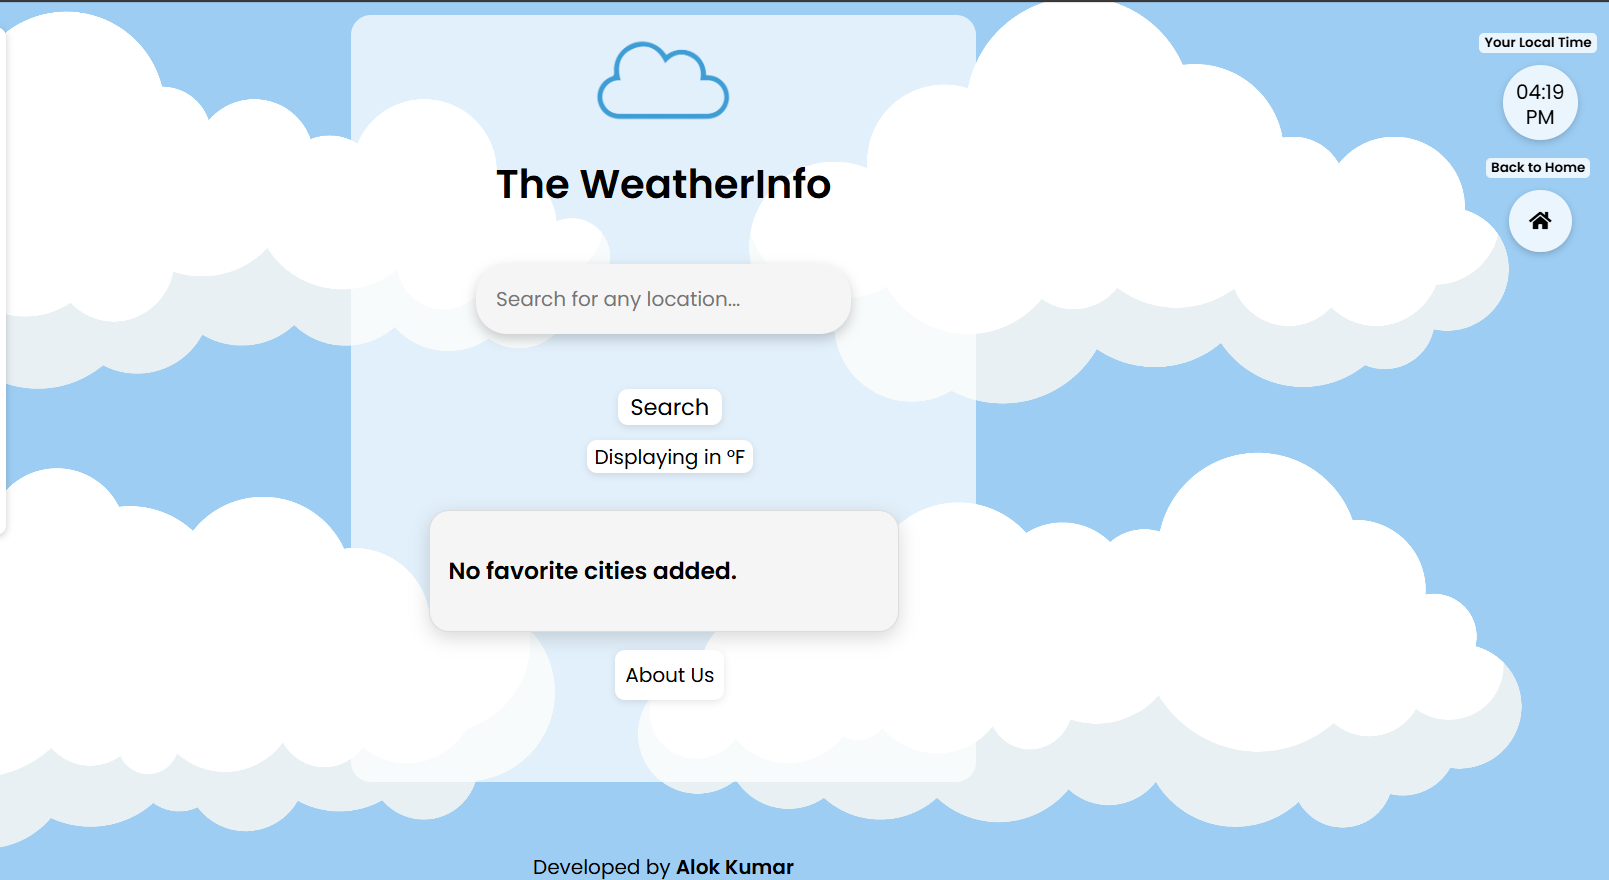 The WeatherInfo
Search for any location...
Search
Displaying in °F
No favorite cities added.
About Us
Developed by Alok Kumar
Your Local Time
04:19
PM
Back to Home